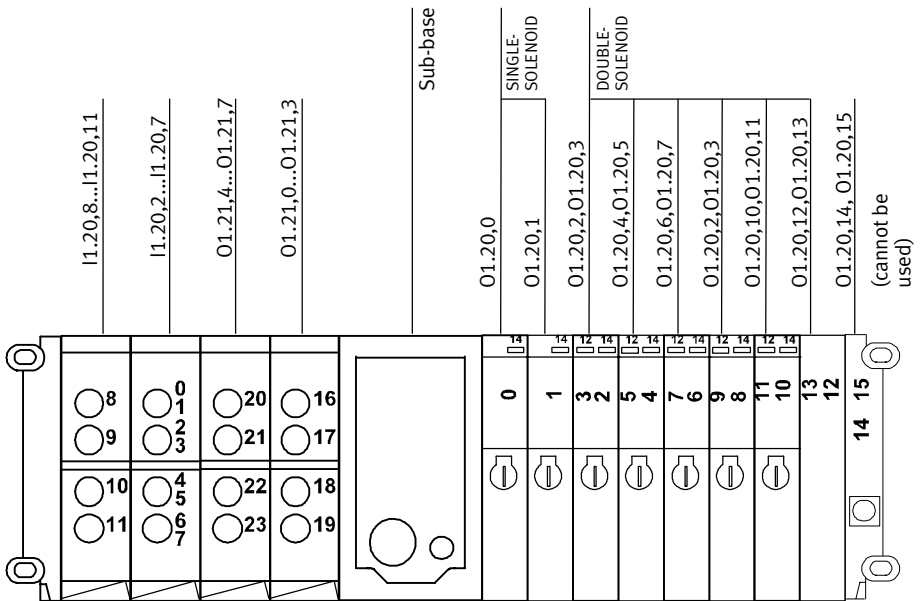 I1.20,8...I1.20,11
I1.20,2...I1.20,7
O1.21,4...O1.21,7
O1.21,0...O1.21,3
Sub-base
SINGLE-
SOLENOID
DOUBLE-
SOLENOID
O1.20,0
O1.20,1
O1.20,2,O1.20,3
O1.20,4,O1.20,5
O1.20,6,O1.20,7
O1.20,2,O1.20,3
O1.20,10,O1.20,11
O1.20,12,O1.20,13
O1.20,14, O1.20,15
(cannot be
used)
14 14 12 14 12 14 12 14 12 14 12 14
8 0 20 16
1
9 2 21 17
3
10 4 22 18
5
11 6 23 19
7
0 1 3 5 7 9 11 13 15
2 4 6 8 10 12 14